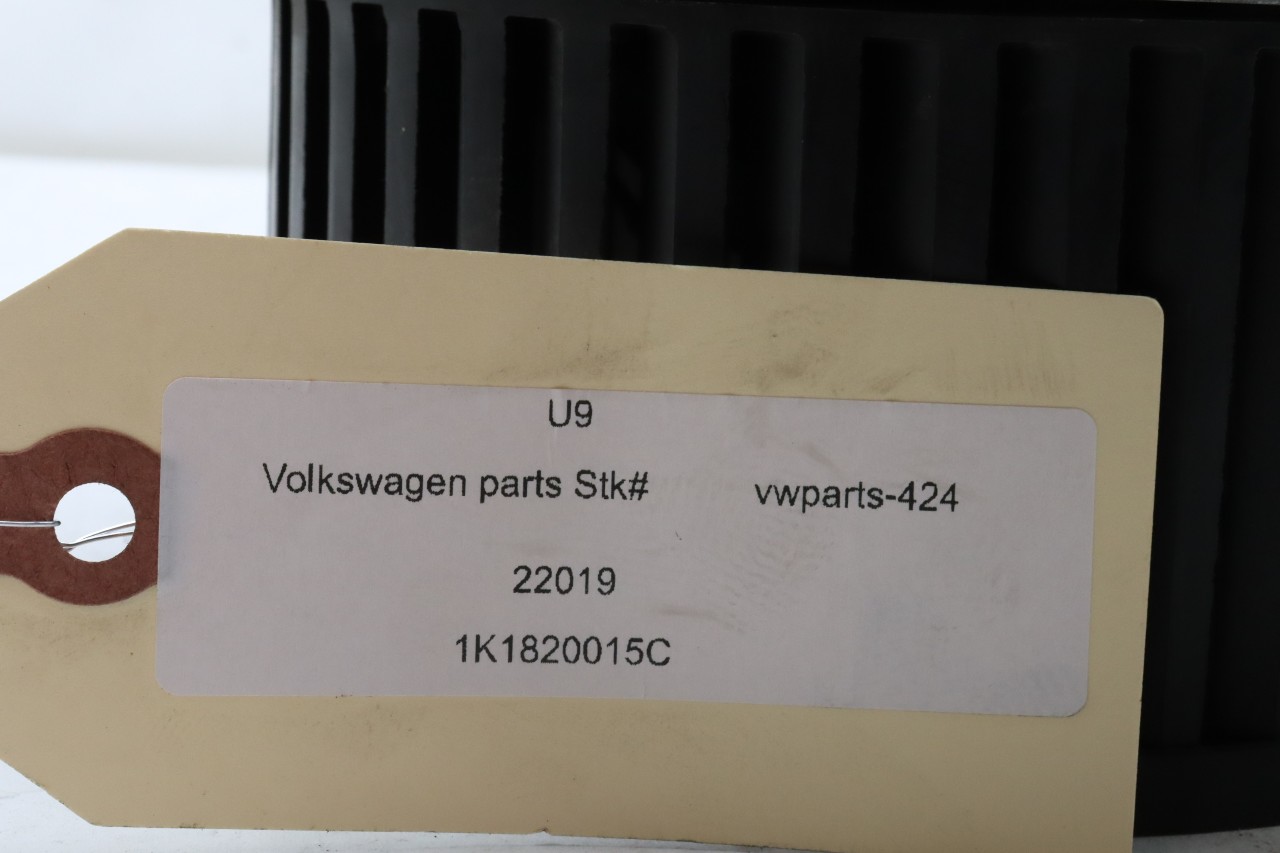 U9
Volkswagen parts Stk# vwparts-424
22019
1K1820015C